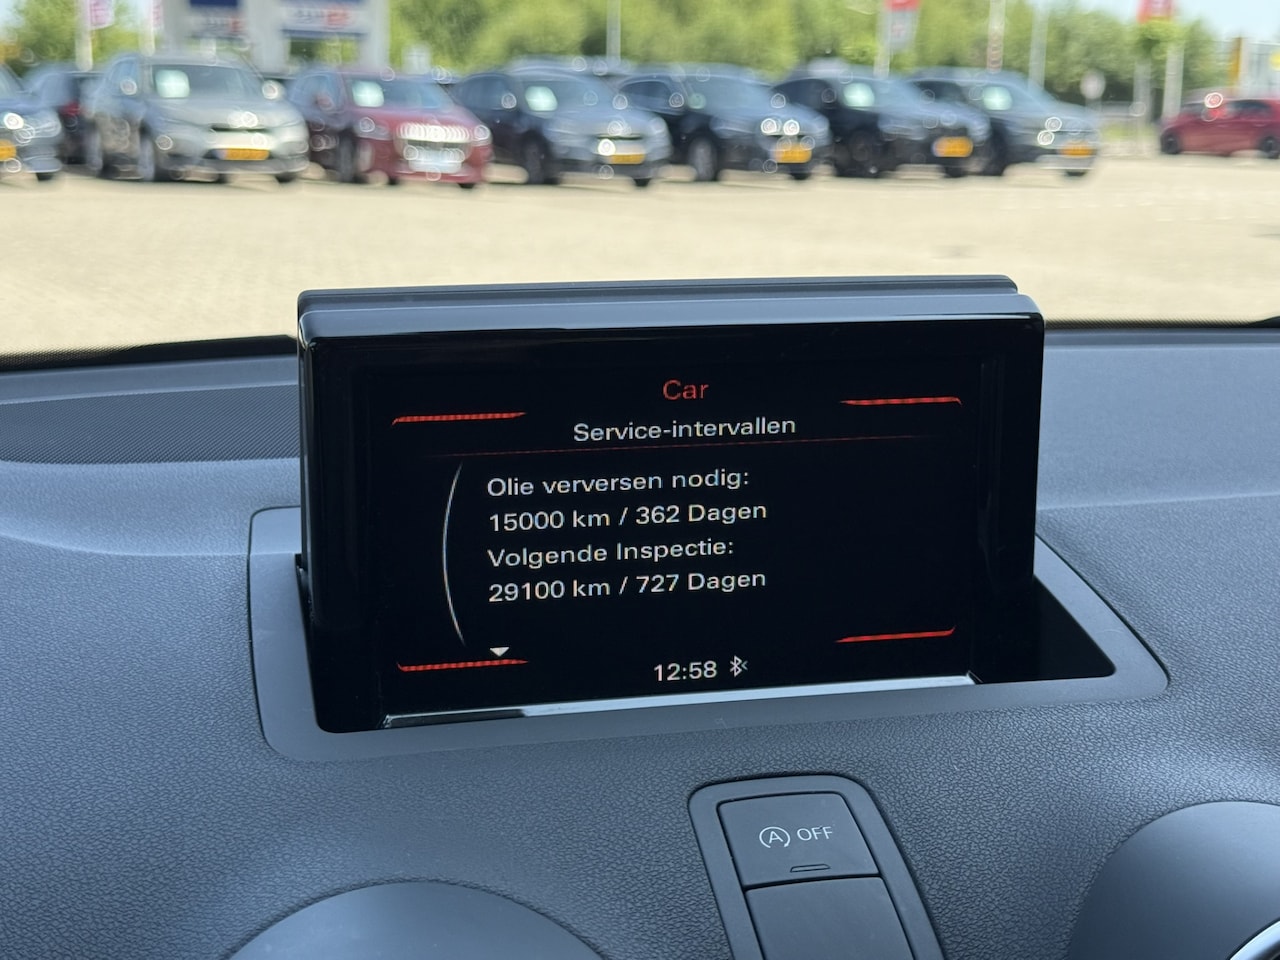 Car
Service-intervallen
Olie verversen nodig:
15000 km / 362 Dagen
Volgende Inspectie:
29100 km / 727 Dagen
12:58
A OFF